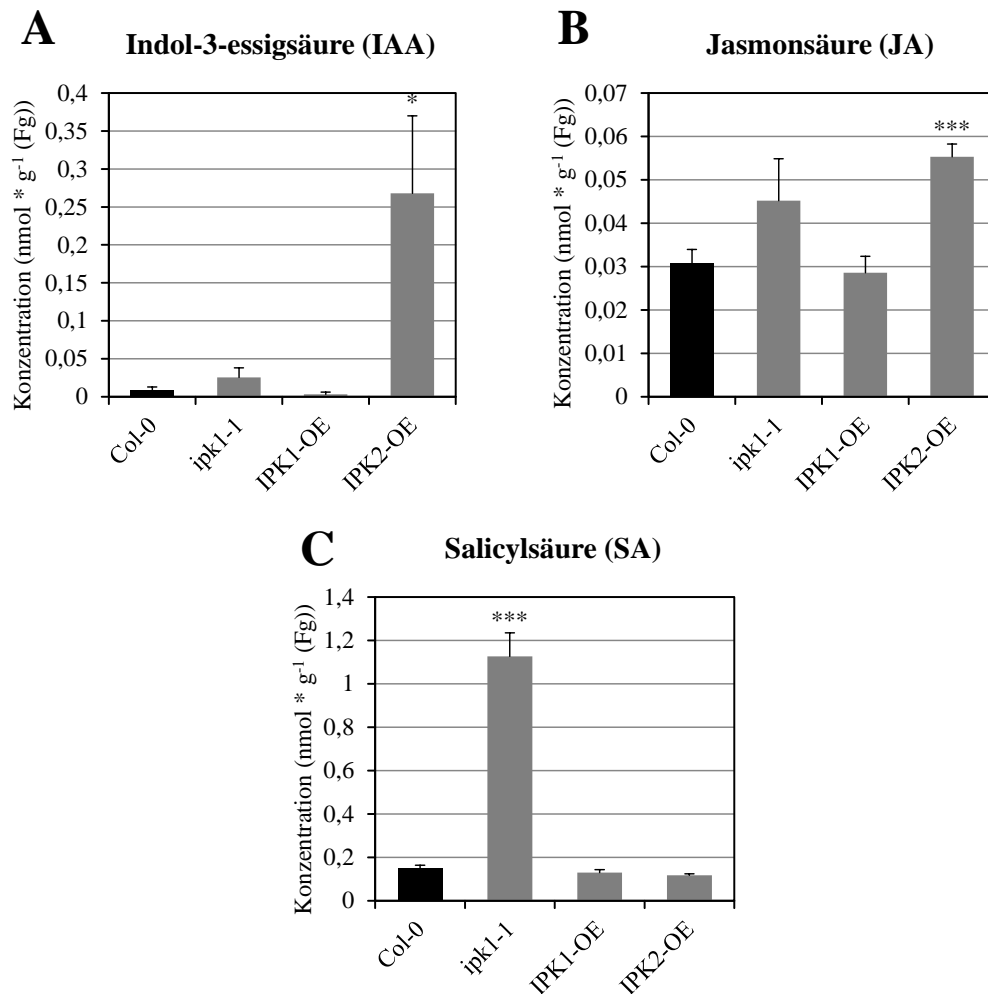 A
Indol-3-essigsäure (IAA)
Konzentration (nmol * g⁻¹ (Fg))
0,4
0,35
0,3
0,25
0,2
0,15
0,1
0,05
0
*
Col-0
ipk1-1
IPK1-OE
IPK2-OE
B
Jasmonsäure (JA)
Konzentration (nmol * g⁻¹ (Fg))
0,07
0,06
0,05
0,04
0,03
0,02
0,01
0
***
Col-0
ipk1-1
IPK1-OE
IPK2-OE
C
Salicylsäure (SA)
Konzentration (nmol * g⁻¹ (Fg))
1,4
1,2
1
0,8
0,6
0,4
0,2
0
***
Col-0
ipk1-1
IPK1-OE
IPK2-OE